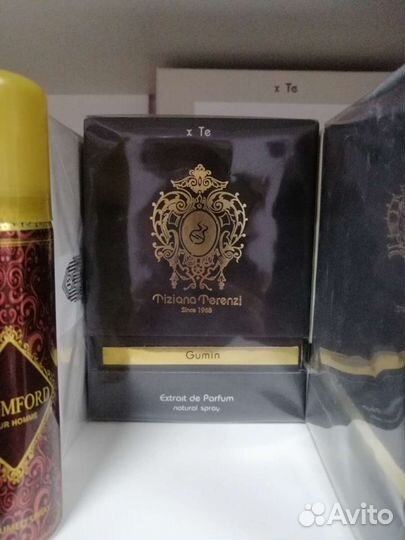 x Te
x Te
Tiziana Terenzi
Since 1968
Gumin
Extrait de Parfum
natural spray
MFORD
UR HOMME
Avito